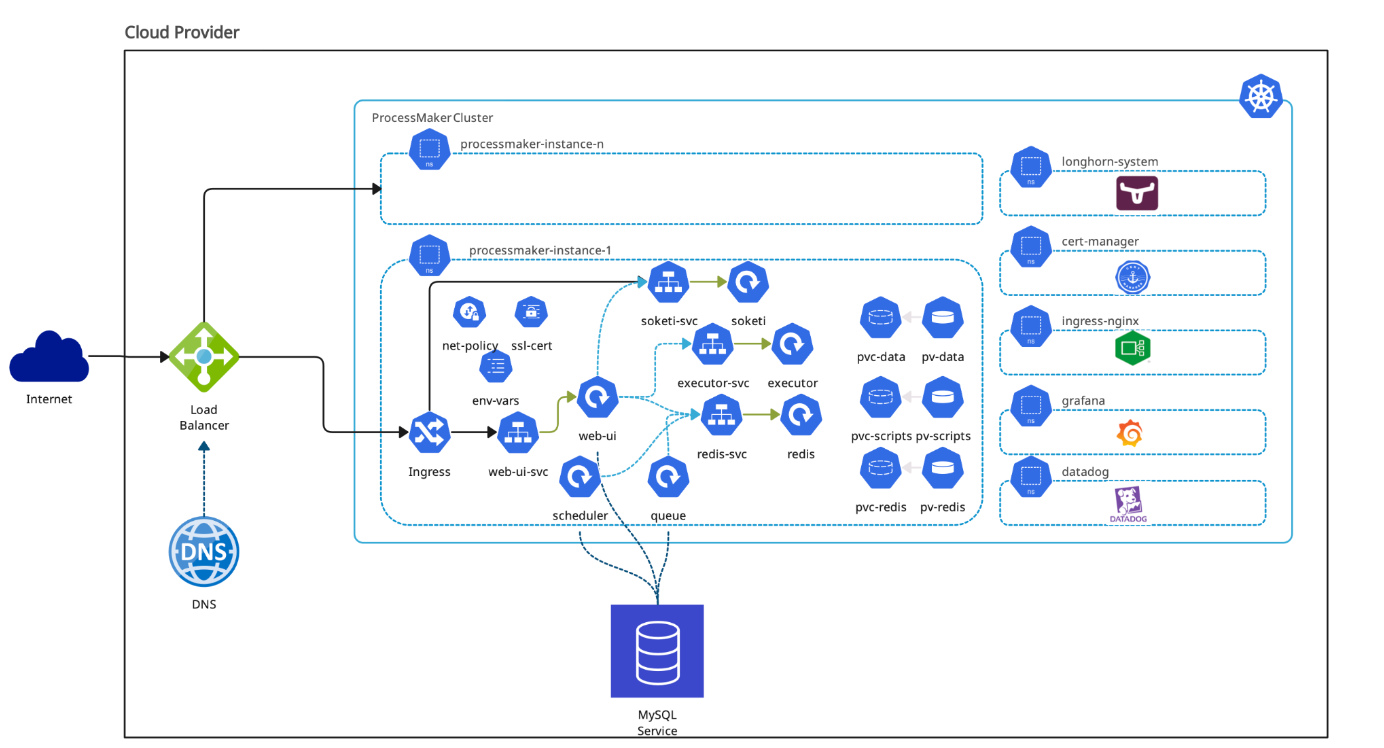 Cloud Provider
ProcessMaker Cluster
processmaker-instance-n
ns
longhorn-system
ns
cert-manager
ns
processmaker-instance-1
ns
soketi-svc
soketi
net-policy
ssl-cert
env-vars
executor-svc
executor
pvc-data
pv-data
ingress-nginx
ns
Internet
Load
Balancer
Ingress
web-ui-svc
web-ui
redis-svc
redis
pvc-scripts
pv-scripts
grafana
ns
scheduler
queue
pvc-redis
pv-redis
datadog
ns
DATADOG
DNS
DNS
MySQL
Service